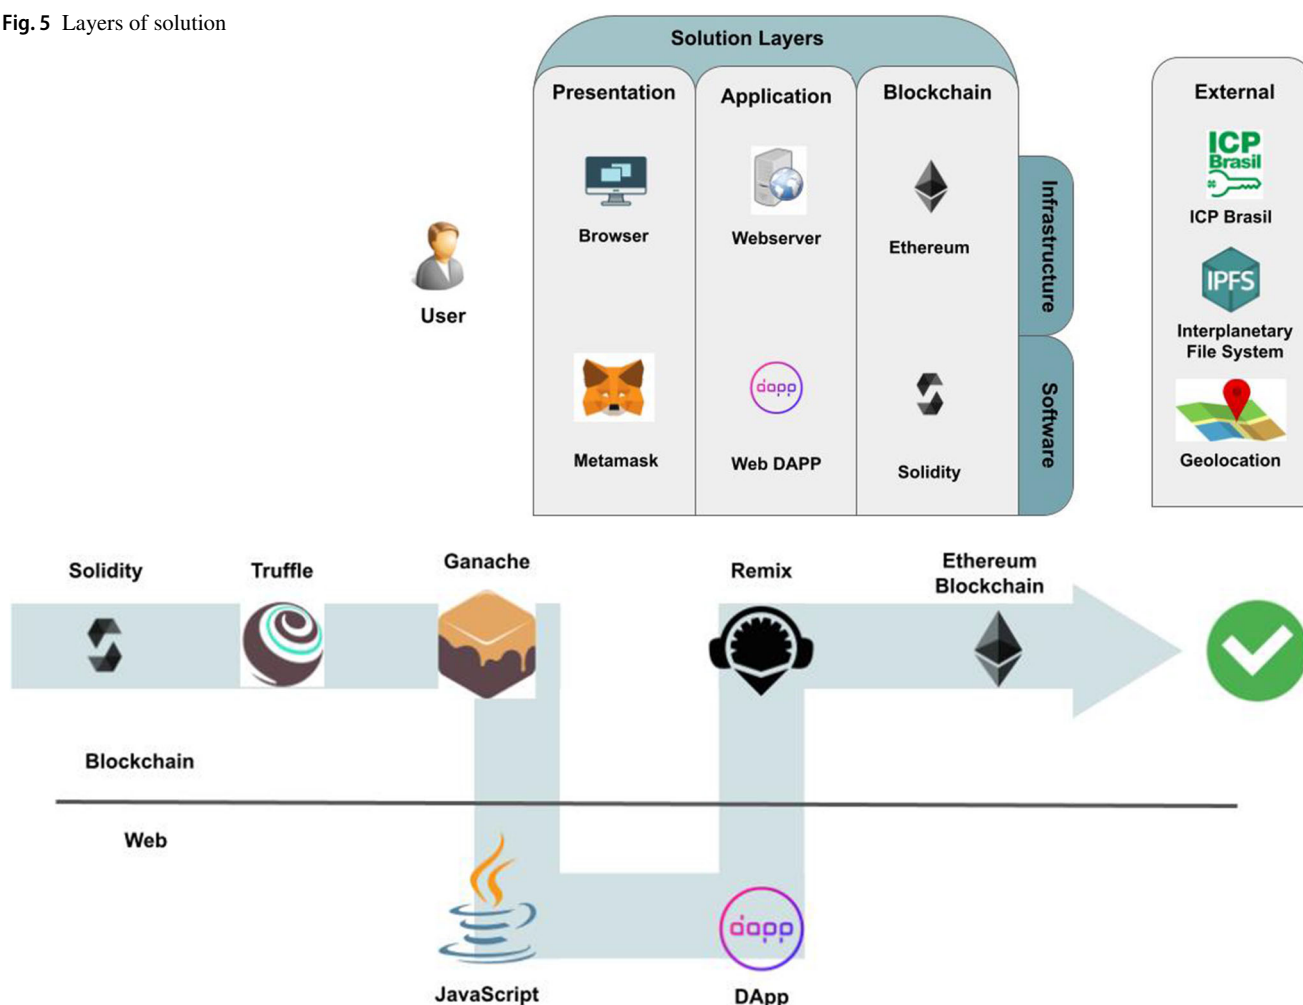 Fig. 5 Layers of solution
Solution Layers
Presentation
Application
Blockchain
External
ICP
Brasil
ICP Brasil
Browser
Webserver
Ethereum
Infrastructure
User
IPFS
Interplanetary
File System
dapp
Metamask
Web DAPP
Solidity
Software
Geolocation
Solidity
Truffle
Ganache
Remix
Ethereum
Blockchain
Blockchain
Web
dapp
JavaScript
DApp